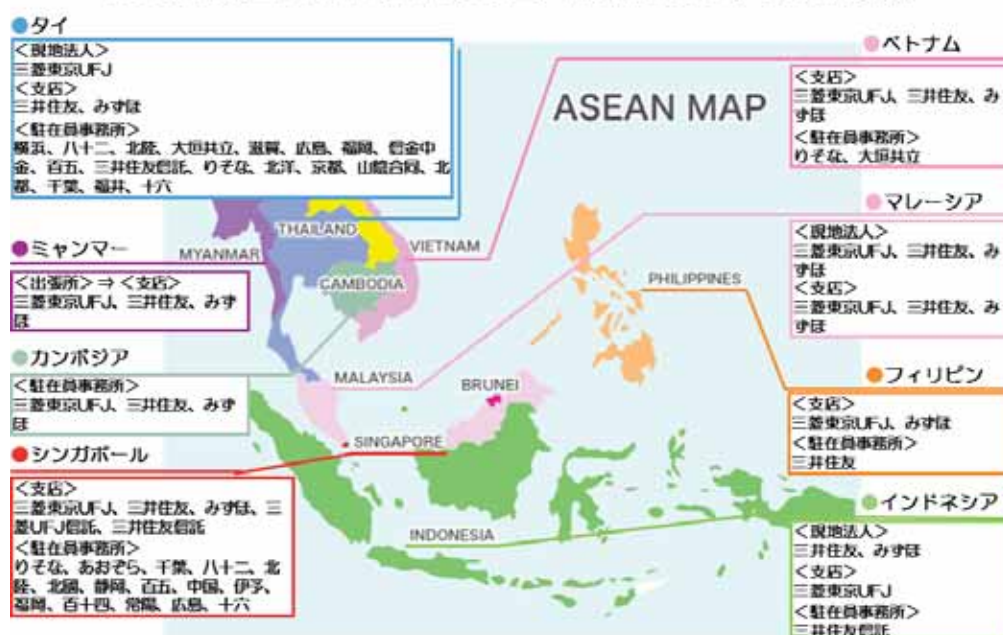 ●タイ
＜現地法人＞
三菱東京UFJ
＜支店＞
三井住友、みずほ
＜駐在員事務所＞
横浜、八十二、北陸、大垣共立、滋賀、広島、福岡、信金中
金、百五、三井住友信託、りそな、北洋、京都、山陰合同、北
都、千葉、福井、十六
●ミャンマー
＜出張所＞⇒＜支店＞
三菱東京UFJ、三井住友、みず
ほ
●カンボジア
＜駐在員事務所＞
三菱東京UFJ、三井住友、みず
ほ
●シンガポール
＜支店＞
三菱東京UFJ、三井住友、みずほ、三
菱UFJ信託、三井住友信託
＜駐在員事務所＞
りそな、あおぞら、千葉、八十二、北
陸、北國、静岡、百五、中国、伊予、
福岡、百十四、常陽、広島、十六
ASEAN MAP
THAILAND
MYANMAR
VIETNAM
CAMBODIA
PHILIPPINES
MALAYSIA
BRUNEI
SINGAPORE
INDONESIA
●ベトナム
＜支店＞
三菱東京UFJ、三井住友、み
ずほ
＜駐在員事務所＞
りそな、大垣共立
●マレーシア
＜現地法人＞
三菱東京UFJ、三井住友、み
ずほ
＜支店＞
三菱東京UFJ、三井住友、み
ずほ
●フィリピン
＜支店＞
三菱東京UFJ、みずほ
＜駐在員事務所＞
三井住友
●インドネシア
＜現地法人＞
三井住友、みずほ
＜支店＞
三菱東京UFJ
＜駐在員事務所＞
三井住友信託